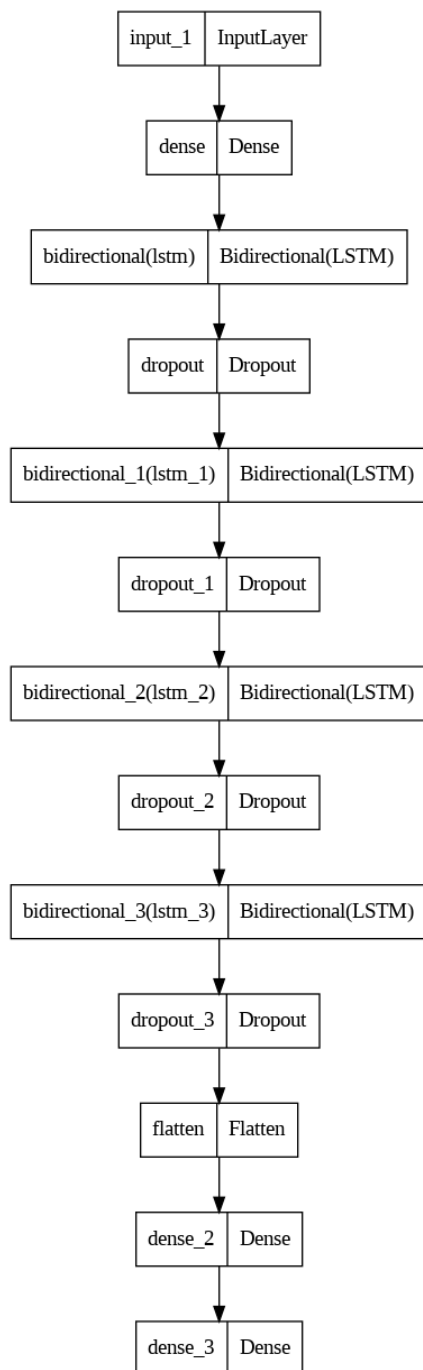 input_1 InputLayer
dense Dense
bidirectional(lstm) Bidirectional(LSTM)
dropout Dropout
bidirectional_1(lstm_1) Bidirectional(LSTM)
dropout_1 Dropout
bidirectional_2(lstm_2) Bidirectional(LSTM)
dropout_2 Dropout
bidirectional_3(lstm_3) Bidirectional(LSTM)
dropout_3 Dropout
flatten Flatten
dense_2 Dense
dense_3 Dense